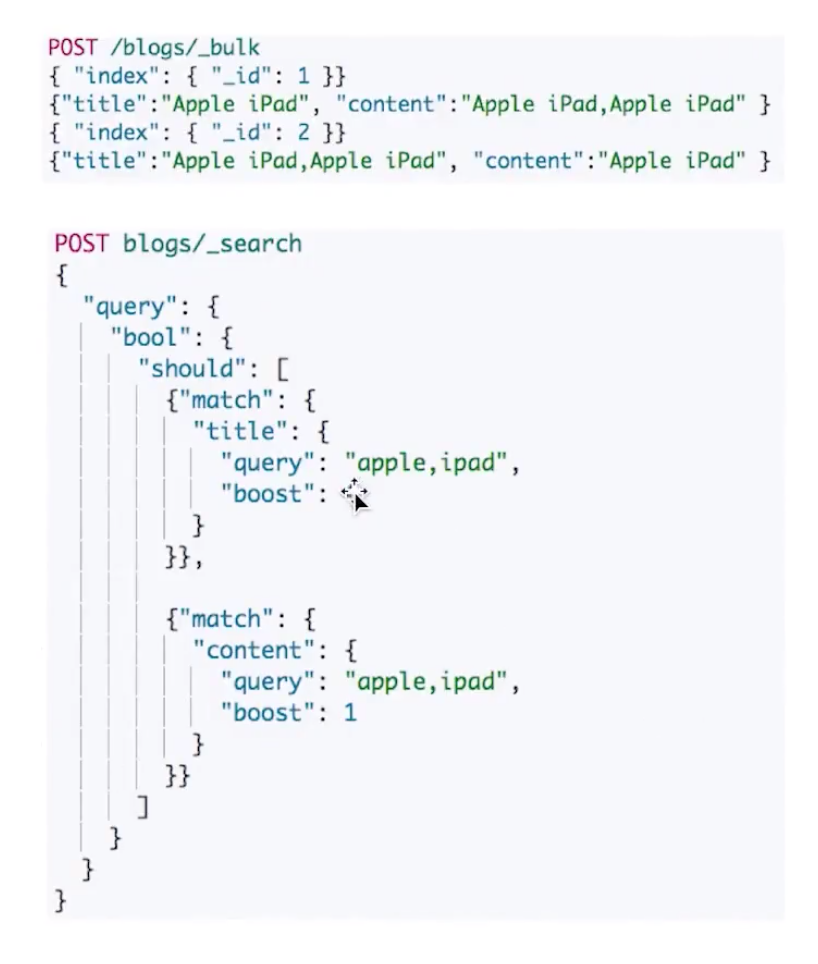 POST /blogs/_bulk
{ "index": { "_id": 1 }}
{"title":"Apple iPad", "content":"Apple iPad,Apple iPad" }
{ "index": { "_id": 2 }}
{"title":"Apple iPad,Apple iPad", "content":"Apple iPad" }
POST blogs/_search
{
  "query": {
    "bool": {
      "should": [
        {"match": {
          "title": {
            "query": "apple,ipad",
            "boost":
          }
        }},
        {"match": {
          "content": {
            "query": "apple,ipad",
            "boost": 1
          }
        }}
      ]
    }
  }
}